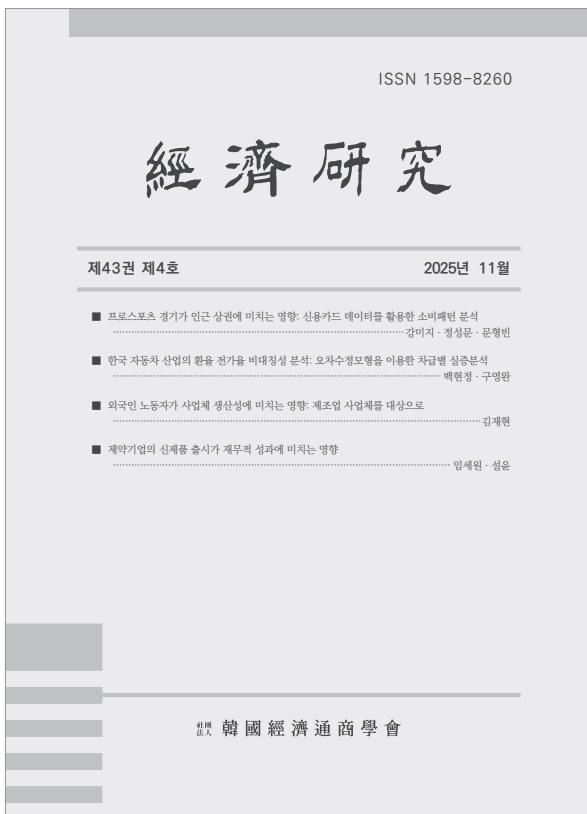 ISSN 1598-8260
經濟研究
제43권 제4호 2025년 11월
■ 프로스포츠 경기가 인근 상권에 미치는 영향: 신용카드 데이터를 활용한 소비패턴 분석
강미지 · 정성문 · 문형빈
■ 한국 자동차 산업의 환율 전가율 비대칭성 분석: 오차수정모형을 이용한 차급별 실증분석
백현정 · 구영완
■ 외국인 노동자가 사업체 생산성에 미치는 영향: 제조업 사업체를 대상으로
김재현
■ 제약기업의 신제품 출시가 재무적 성과에 미치는 영향
임세원 · 설윤
社團法人 韓國經濟通商學會